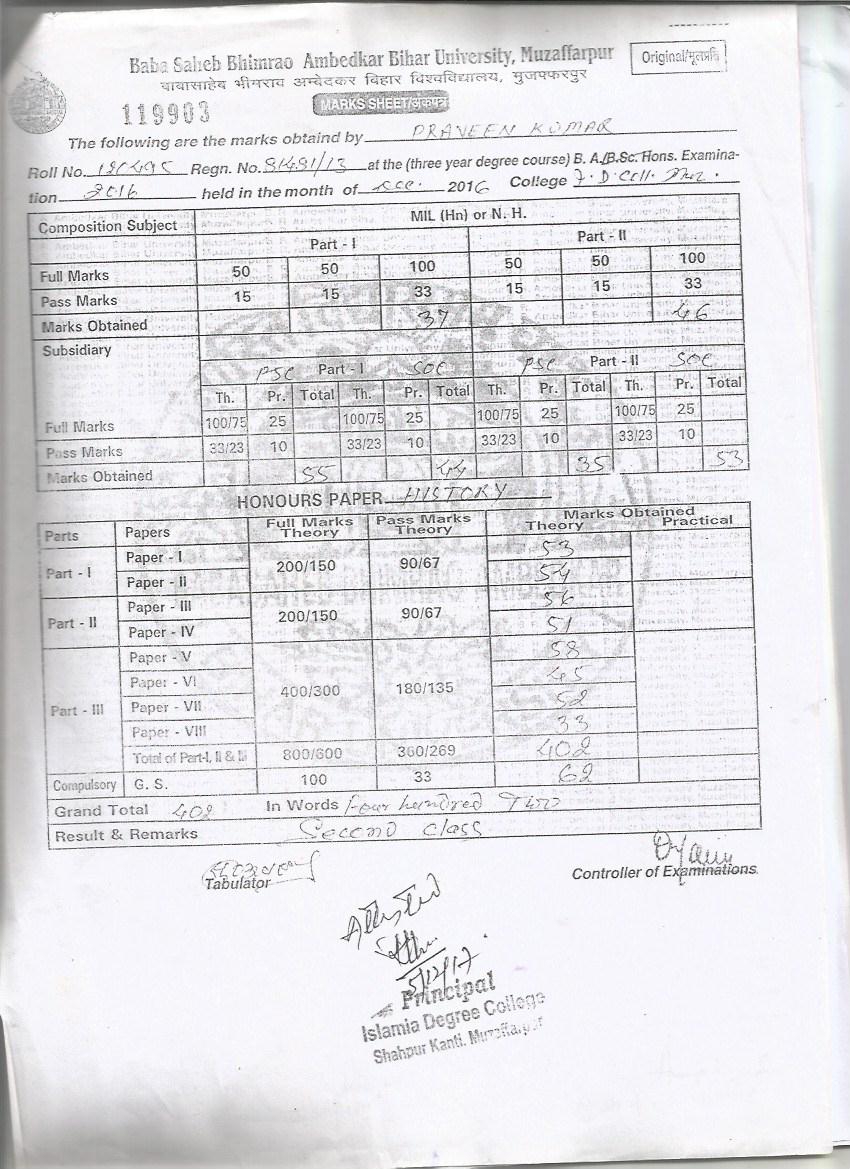 Baba Saheb Bhimrao Ambedkar Bihar University, Muzaffarpur
Original/मूलप्रति
बाबासाहेब भीमराव अम्बेदकर बिहार विश्वविद्यालय, मुजफ्फरपुर
119903
MARKS SHEET/अंकपत्र
The following are the marks obtaind by PRAVEEN KUMAR
Roll No. Regn. No. 81481/13 at the (three year degree course) B. A./B.Sc. Hons. Examina-
tion 2016 held in the month of Dec. 2016 College
Composition Subject MIL (Hn) or N. H.
Part - I Part - II
Full Marks 50 50 100 50 50 100
Pass Marks 15 15 33 15 15 33
Marks Obtained 37 46
Subsidiary
PSC Part - I SOC PSC Part - II SOC
Th. Pr. Total Th. Pr. Total Th. Pr. Total Th. Pr. Total
Full Marks 100/75 25 100/75 25 100/75 25 100/75 25
Pass Marks 33/23 10 33/23 10 33/23 10 33/23 10
Marks Obtained 55 44 35 53
HONOURS PAPER HISTORY
Parts Papers Full Marks Theory Pass Marks Theory Marks Obtained Theory Practical
Part - I Paper - I 200/150 90/67 53
Paper - II 54
Part - II Paper - III 200/150 90/67 56
Paper - IV 51
Part - III Paper - V 400/300 180/135 58
Paper - VI 45
Paper - VII 52
Paper - VIII 33
Total of Part-I, II & III 800/600 360/269 402
Compulsory G. S. 100 33 62
Grand Total 402 In Words Four hundred Two
Result & Remarks Second Class
Tabulator
Controller of Examinations
Attested
5/12/17
Principal
Islamia Degree College
Shahpur Kanti, Muzaffarpur